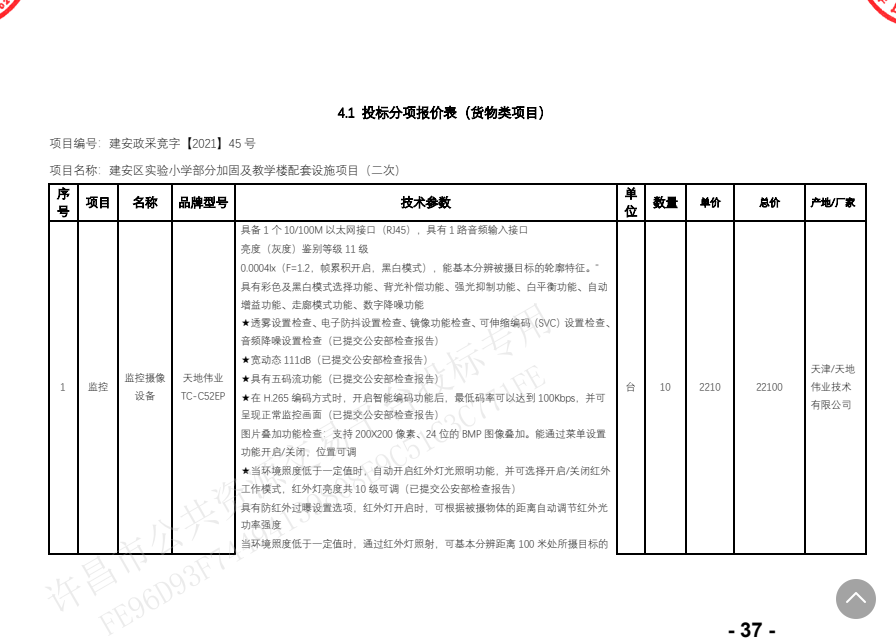 4.1 投标分项报价表（货物类项目）
项目编号：建安政采竞字【2021】45 号
项目名称：建安区实验小学部分加固及教学楼配套设施项目（二次）
序号 项目 名称 品牌型号 技术参数 单位 数量 单价 总价 产地/厂家
具备 1 个 10/100M 以太网接口（RJ45），具有 1 路音频输入接口
亮度（灰度）鉴别等级 11 级
0.0004lx（F=1.2，帧累积开启，黑白模式），能基本分辨被摄目标的轮廓特征。"
具有彩色及黑白模式选择功能、背光补偿功能、强光抑制功能、白平衡功能、自动
增益功能、走廊模式功能、数字降噪功能
★透雾设置检查、电子防抖设置检查、镜像功能检查、可伸缩编码（SVC）设置检查、
音频降噪设置检查（已提交公安部检查报告）
★宽动态 111dB（已提交公安部检查报告）
1 监控 监控摄像设备 天地伟业 TC-C52EP 台 10 2210 22100 天津/天地伟业技术有限公司
★具有五码流功能（已提交公安部检查报告）
★在 H.265 编码方式时，开启智能编码功能后，最低码率可以达到 100Kbps，并可
呈现正常监控画面（已提交公安部检查报告）
图片叠加功能检查，支持 200X200 像素、24 位的 BMP 图像叠加。能通过菜单设置
功能开启/关闭，位置可调
★当环境照度低于一定值时，自动开启红外灯光照明功能，并可选择开启/关闭红外
工作模式，红外灯亮度共 10 级可调（已提交公安部检查报告）
具有防红外过曝设置选项，红外灯开启时，可根据被摄物体的距离自动调节红外光
功率强度
当环境照度低于一定值时，通过红外灯照射，可基本分辨距离 100 米处所摄目标的
- 37 -